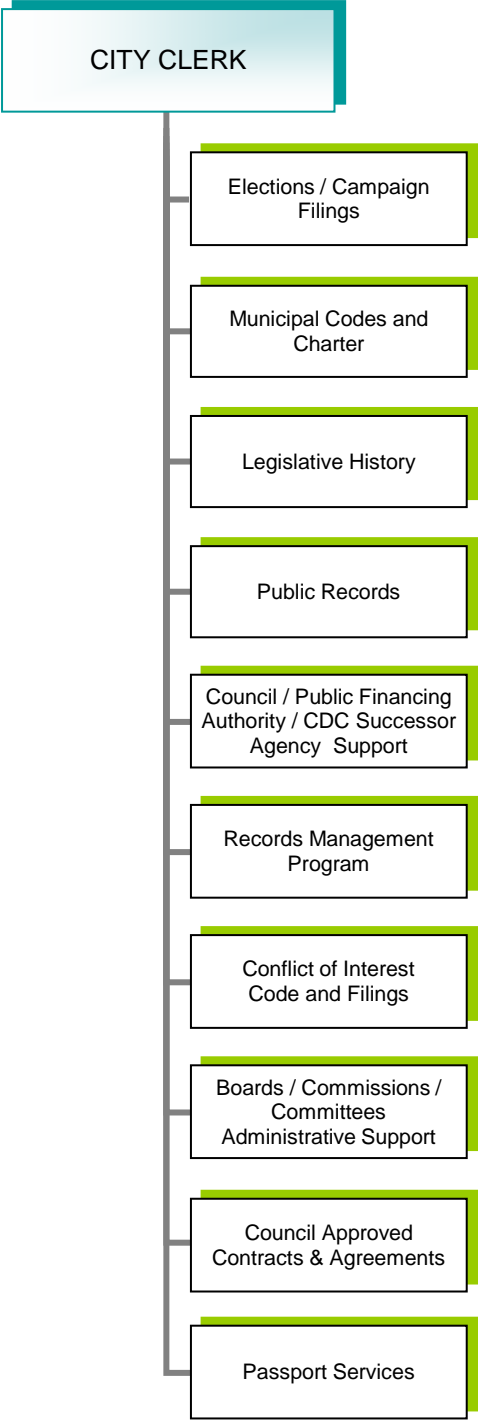 CITY CLERK
Elections / Campaign
Filings
Municipal Codes and
Charter
Legislative History
Public Records
Council / Public Financing
Authority / CDC Successor
Agency  Support
Records Management
Program
Conflict of Interest
Code and Filings
Boards / Commissions /
Committees
Administrative Support
Council Approved
Contracts & Agreements
Passport Services